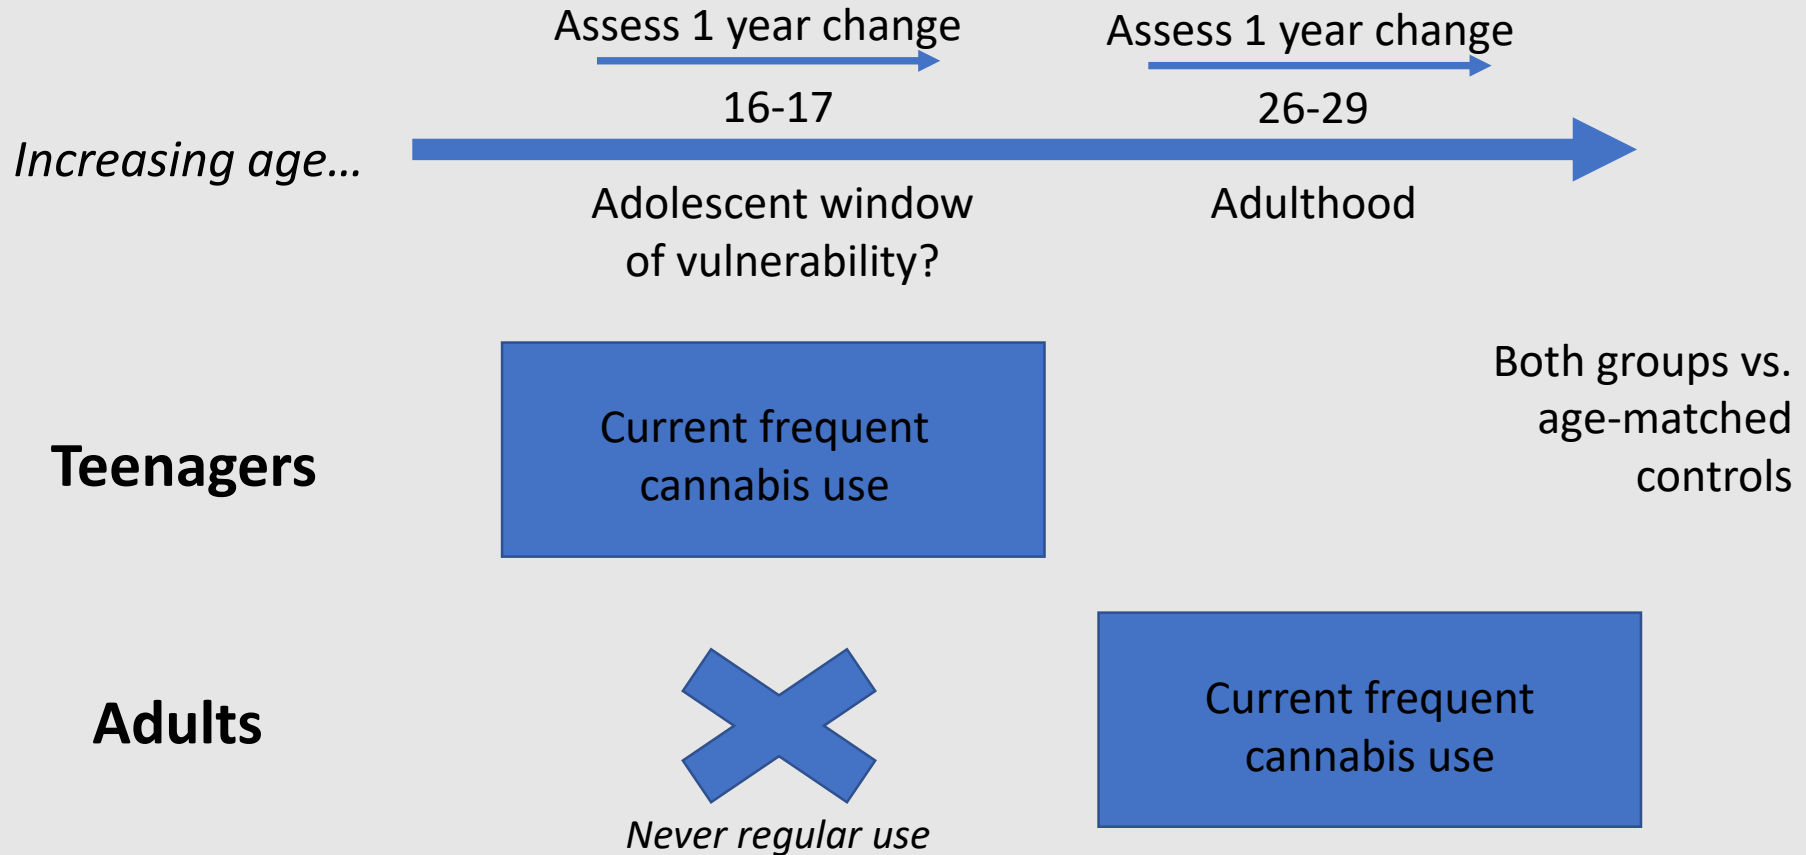 Assess 1 year change
Assess 1 year change
16-17
26-29
Increasing age...
Adolescent window
of vulnerability?
Adulthood
Both groups vs.
age-matched
controls
Teenagers
Current frequent
cannabis use
Adults
Never regular use
Current frequent
cannabis use